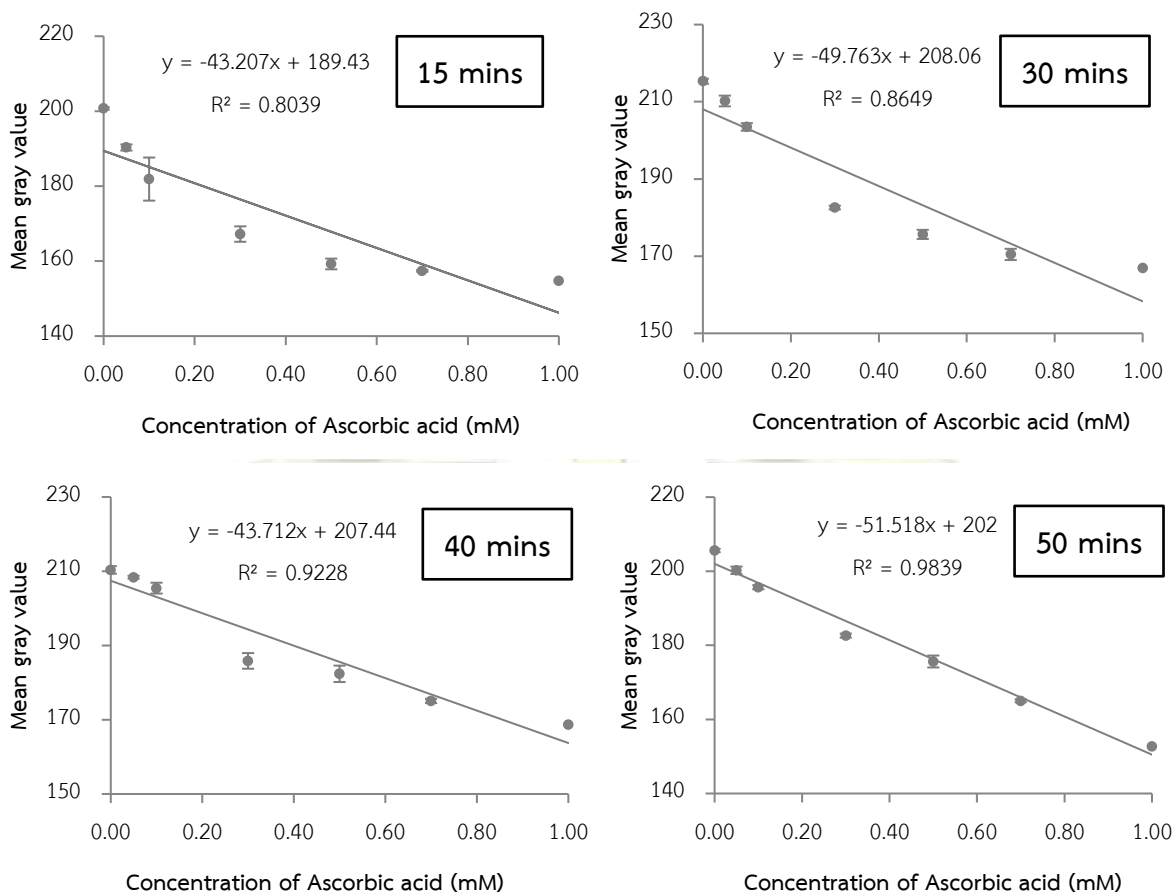 220
200
180
160
140
Mean gray value
y = -43.207x + 189.43
R² = 0.8039
15 mins
0.00 0.20 0.40 0.60 0.80 1.00
Concentration of Ascorbic acid (mM)
230
210
190
170
150
Mean gray value
y = -49.763x + 208.06
R² = 0.8649
30 mins
0.00 0.20 0.40 0.60 0.80 1.00
Concentration of Ascorbic acid (mM)
230
210
190
170
150
Mean gray value
y = -43.712x + 207.44
R² = 0.9228
40 mins
0.00 0.20 0.40 0.60 0.80 1.00
Concentration of Ascorbic acid (mM)
220
200
180
160
140
Mean gray value
y = -51.518x + 202
R² = 0.9839
50 mins
0.00 0.20 0.40 0.60 0.80 1.00
Concentration of Ascorbic acid (mM)